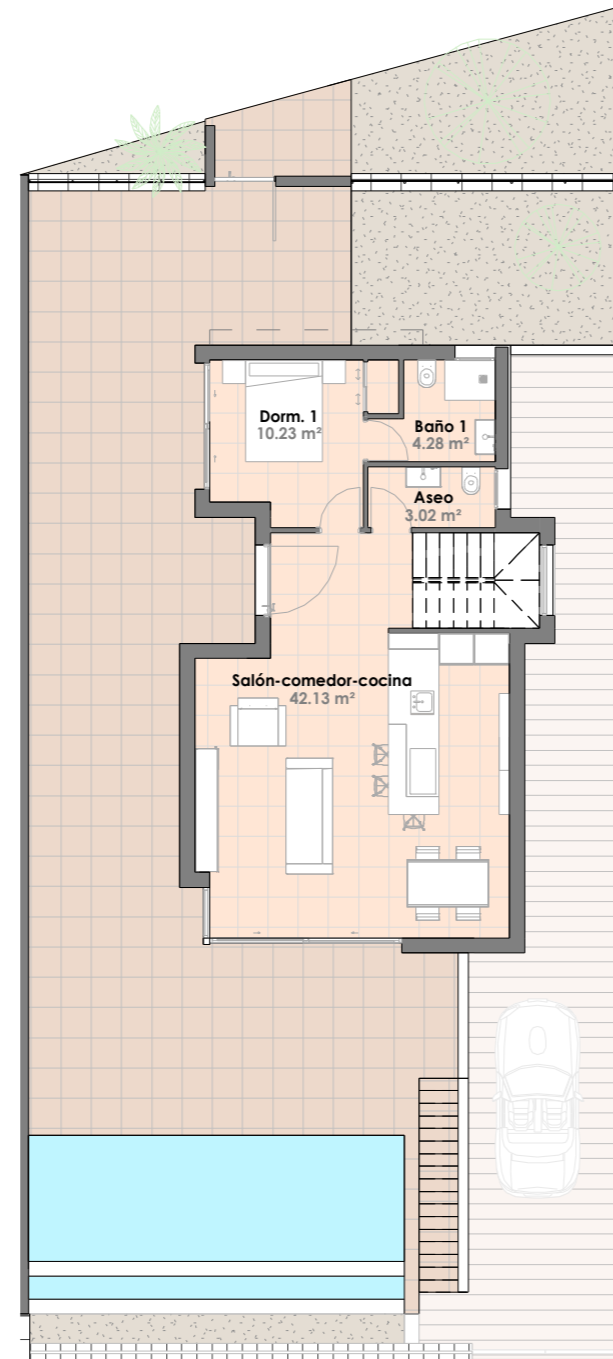 Dorm. 1
10.23 m²
Baño 1
4.28 m²
Aseo
3.02 m²
Salón-comedor-cocina
42.13 m²